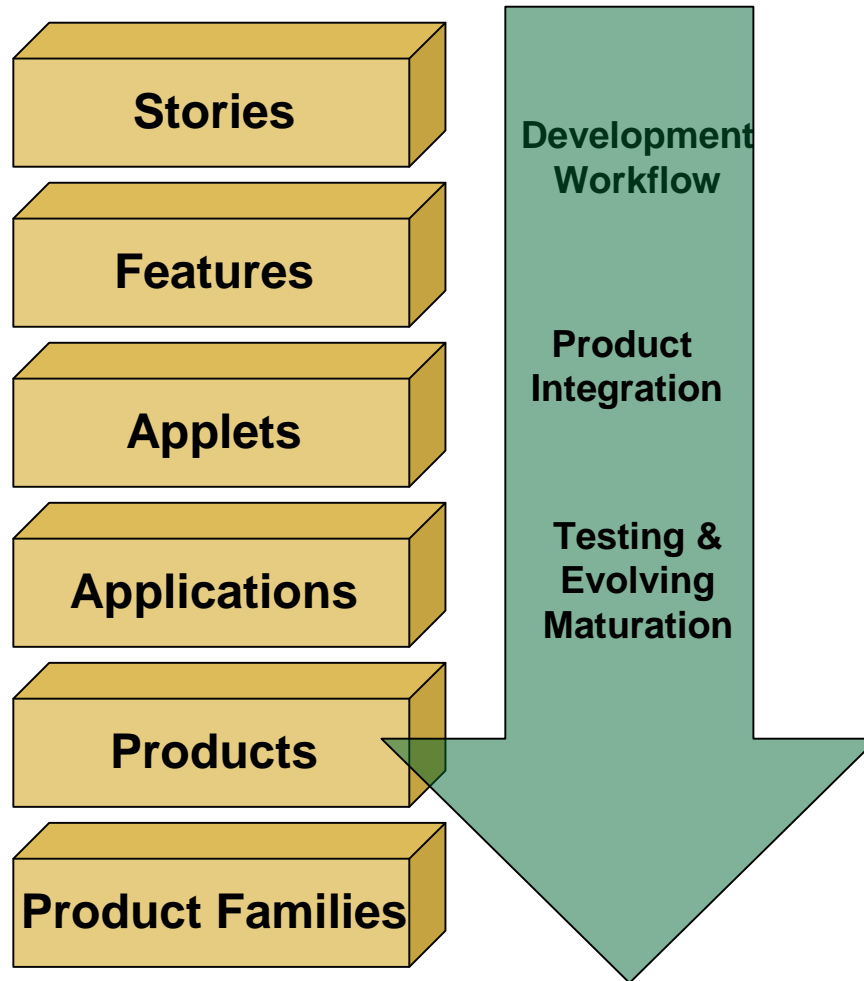 Stories
Features
Applets
Applications
Products
Product Families
Development
Workflow
Product
Integration
Testing &
Evolving
Maturation